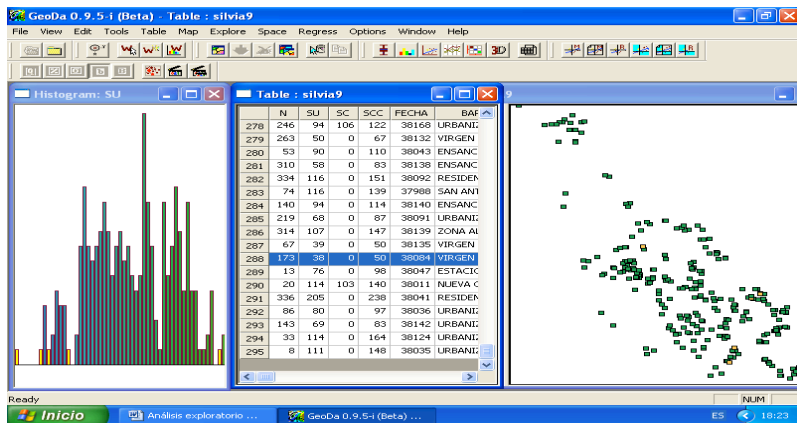 GeoDa 0.9.5-i (Beta) - Table : silvia9
File View Edit Tools Table Map Explore Space Regress Options Window Help
3D
Histogram: SU
Table : silvia9
9
N SU SC SCC FECHA BAR
278 246 94 106 122 38168 URBANIZ
279 263 50 0 67 38132 VIRGEN
280 53 90 0 110 38043 ENSANC
281 310 58 0 83 38138 ENSANC
282 334 116 0 151 38092 RESIDEN
283 74 116 0 139 37988 SAN ANT
284 140 94 0 114 38140 ENSANC
285 219 68 0 87 38091 URBANIZ
286 314 107 0 147 38139 ZONA AL
287 67 39 0 50 38135 VIRGEN
288 173 38 0 50 38084 VIRGEN
289 13 76 0 98 38047 ESTACIO
290 20 114 103 140 38011 NUEVA
291 336 205 0 238 38041 RESIDEN
292 86 80 0 97 38036 URBANIZ
293 143 69 0 83 38142 URBANIZ
294 33 114 0 164 38124 URBANIZ
295 8 111 0 148 38035 URBANIZ
Ready
NUM
Inicio
Análisis exploratorio ...
GeoDa 0.9.5-i (Beta) ...
ES
18:23